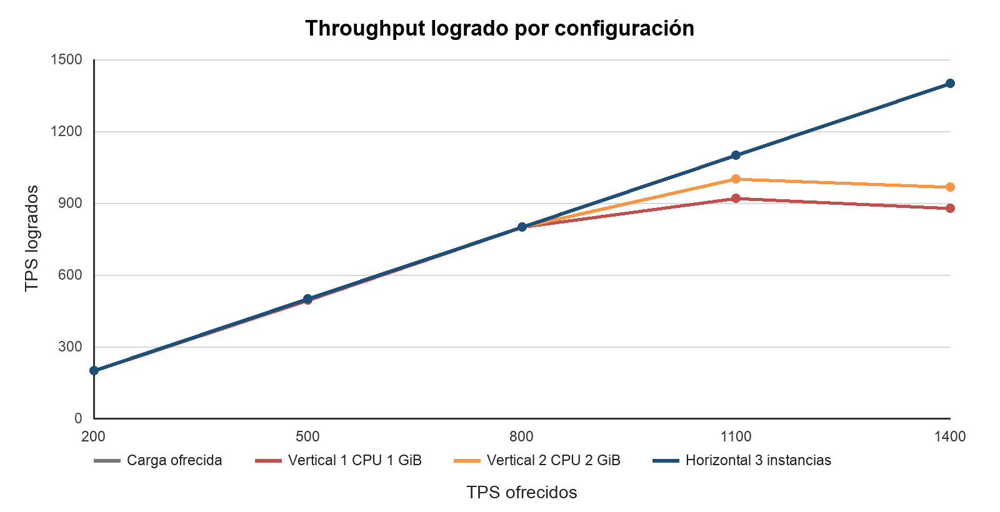 Throughput logrado por configuración
1500
1200
900
600
300
0
TPS logrados
200 500 800 1100 1400
Carga ofrecida Vertical 1 CPU 1 GiB Vertical 2 CPU 2 GiB Horizontal 3 instancias
TPS ofrecidos